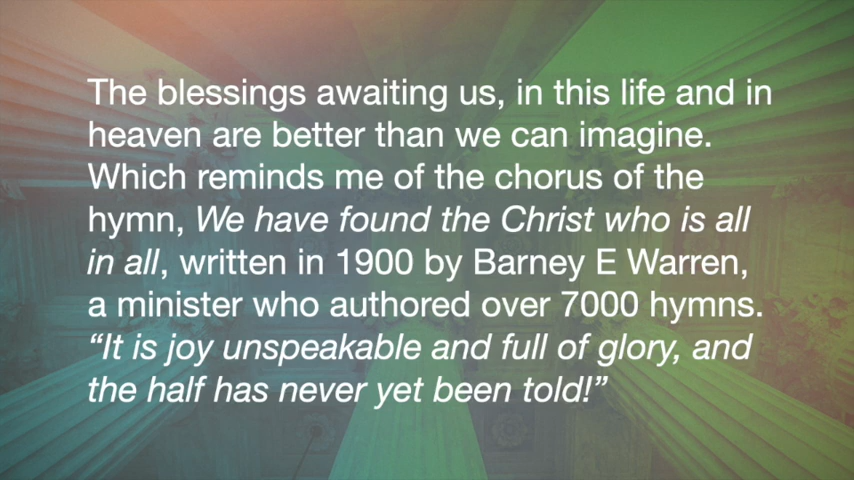 The blessings awaiting us, in this life and in
heaven are better than we can imagine.
Which reminds me of the chorus of the
hymn, We have found the Christ who is all
in all, written in 1900 by Barney E Warren,
a minister who authored over 7000 hymns.
“It is joy unspeakable and full of glory, and
the half has never yet been told!”